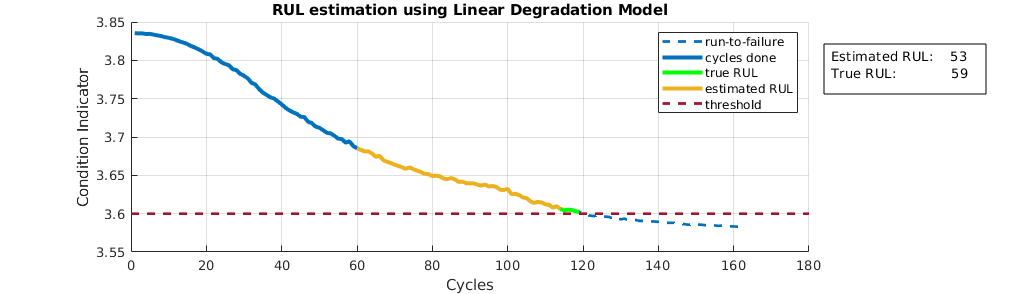 RUL estimation using Linear Degradation Model
3.85
3.8
3.75
3.7
3.65
3.6
3.55
Condition Indicator
0 20 40 60 80 100 120 140 160 180
Cycles
run-to-failure
cycles done
true RUL
estimated RUL
threshold
Estimated RUL: 53
True RUL: 59